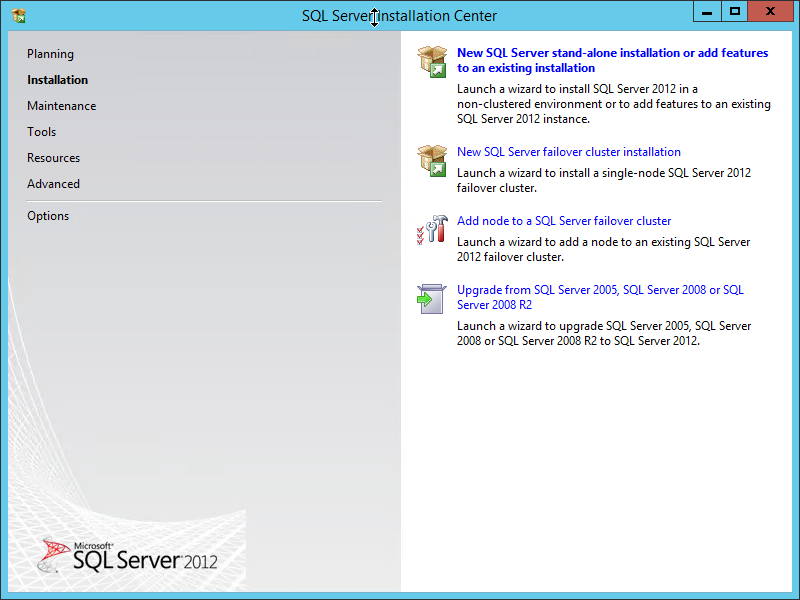 SQL Server Installation Center
Planning
Installation
Maintenance
Tools
Resources
Advanced
Options
New SQL Server stand-alone installation or add features
to an existing installation
Launch a wizard to install SQL Server 2012 in a
non-clustered environment or to add features to an existing
SQL Server 2012 instance.
New SQL Server failover cluster installation
Launch a wizard to install a single-node SQL Server 2012
failover cluster.
Add node to a SQL Server failover cluster
Launch a wizard to add a node to an existing SQL Server
2012 failover cluster.
Upgrade from SQL Server 2005, SQL Server 2008 or SQL
Server 2008 R2
Launch a wizard to upgrade SQL Server 2005, SQL Server
2008 or SQL Server 2008 R2 to SQL Server 2012.
Microsoft®
SQL Server® 2012